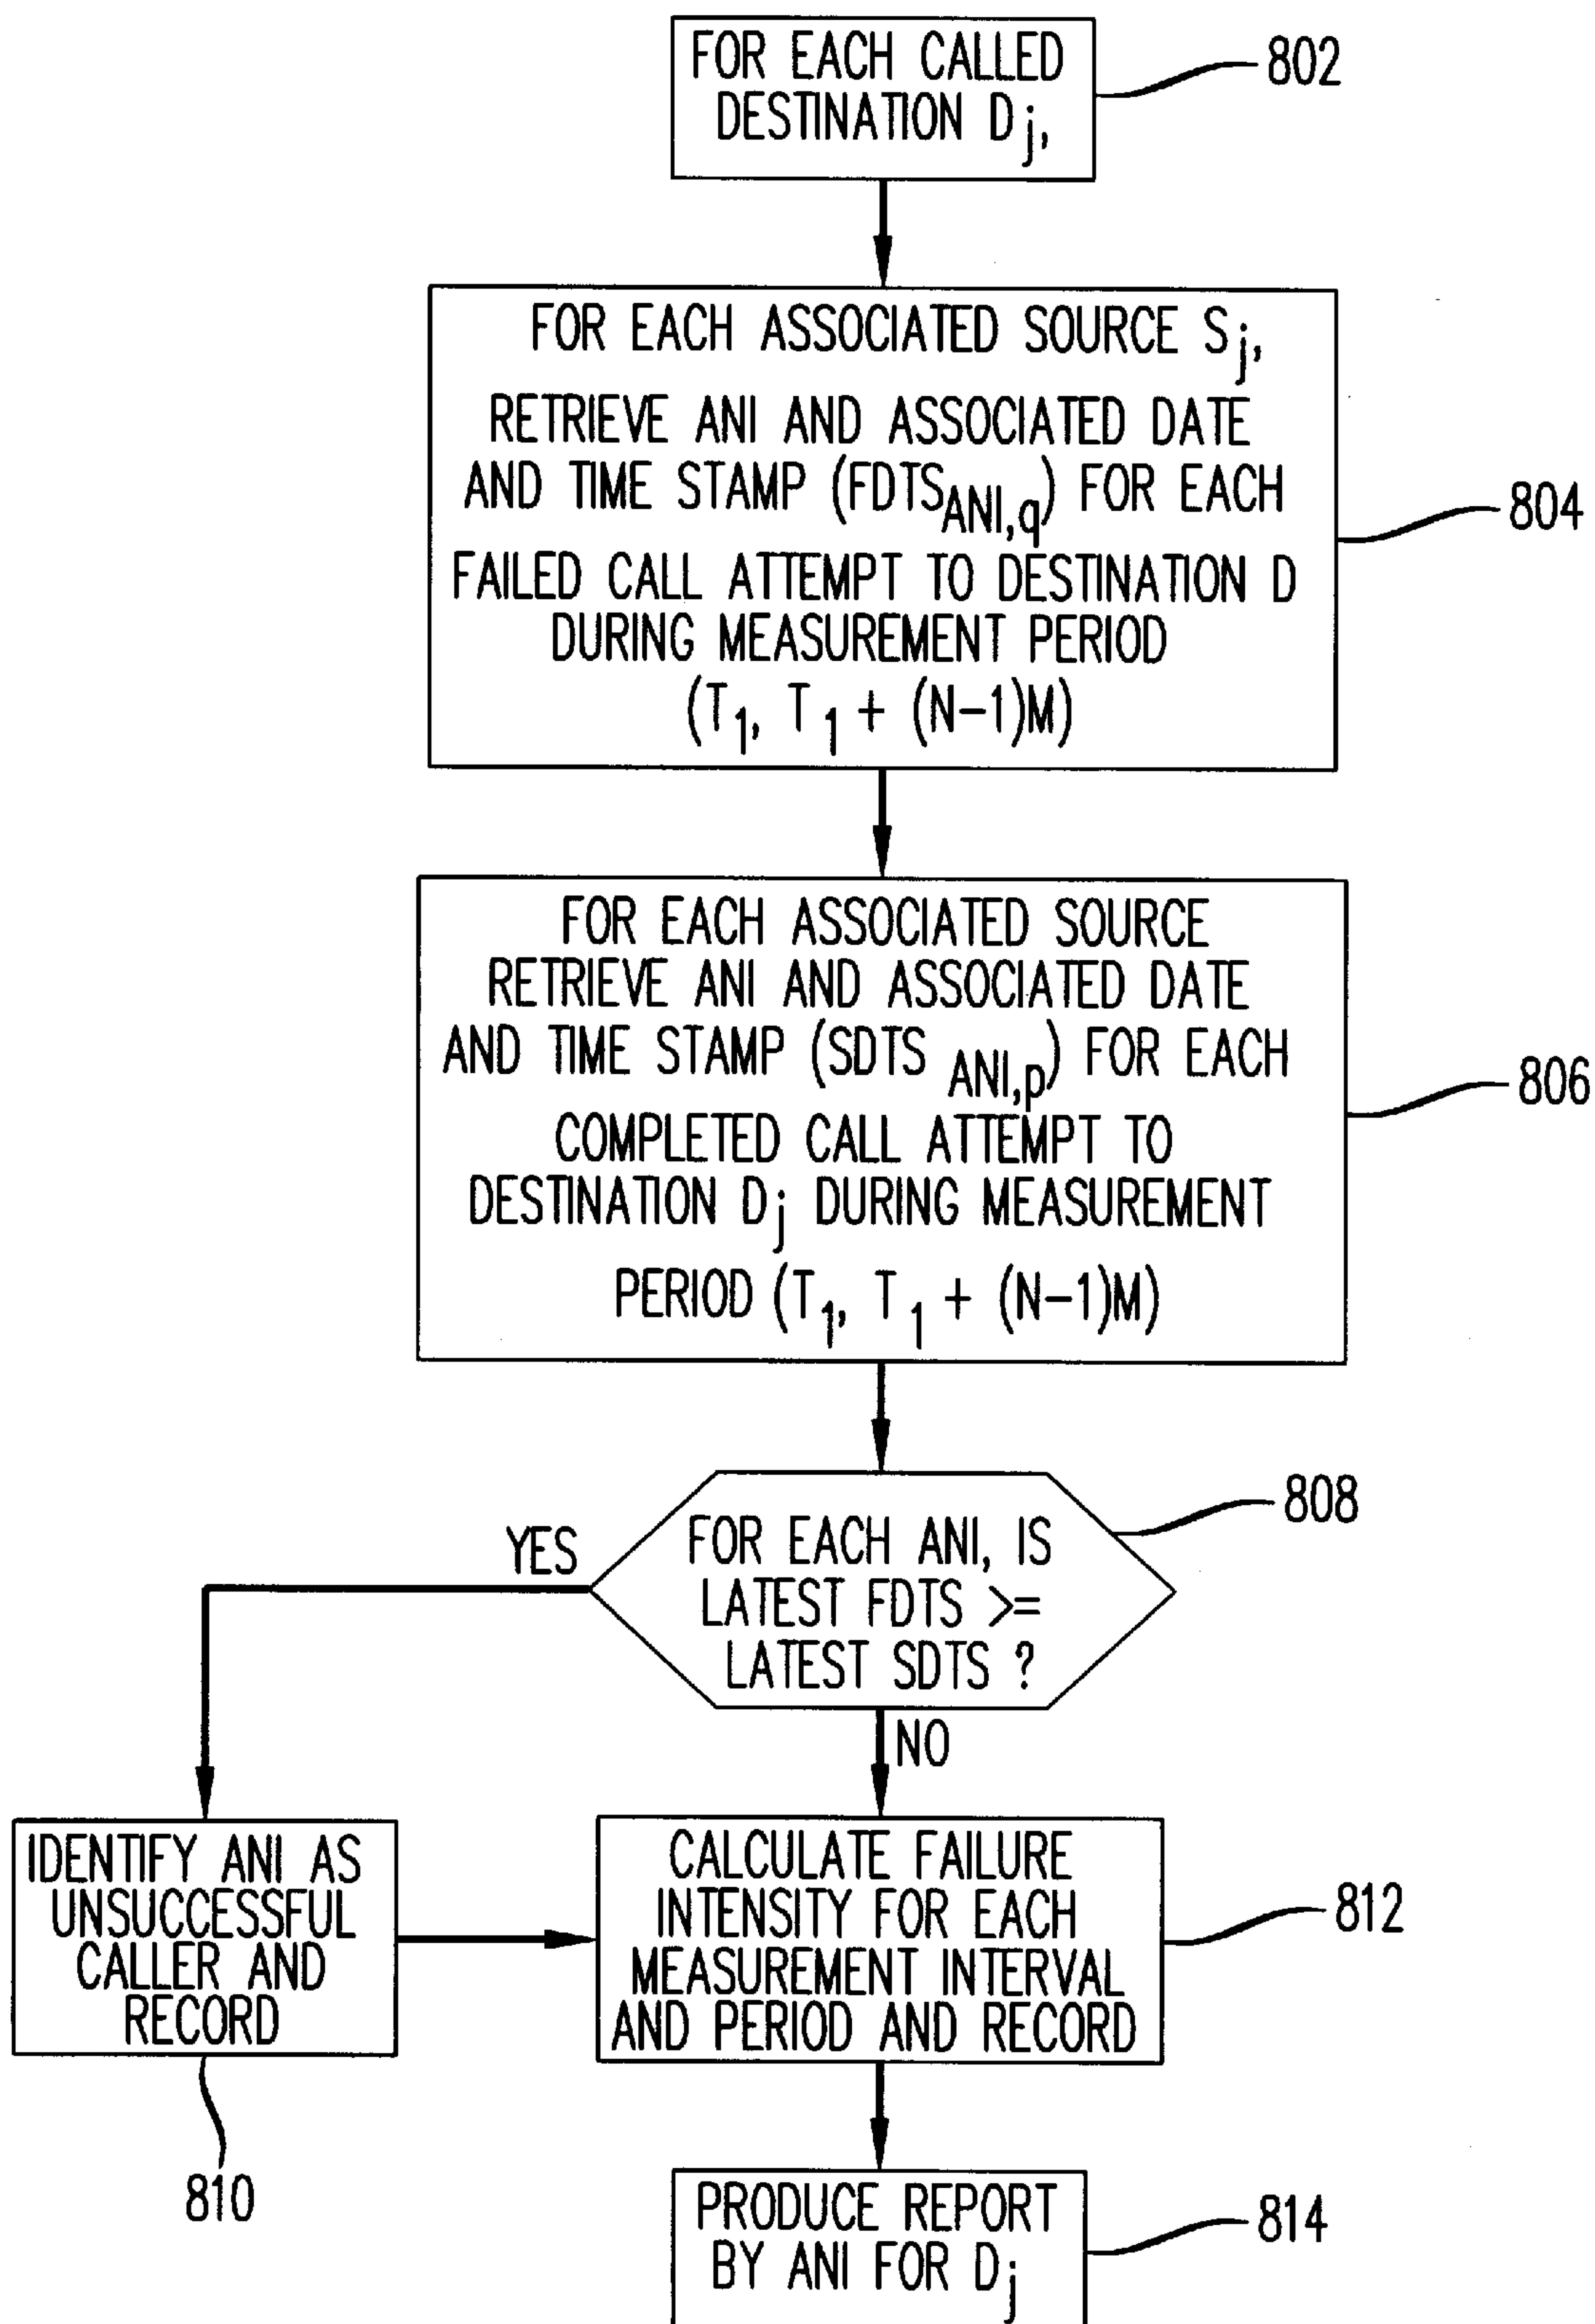 FOR EACH CALLED
DESTINATION Dj,
802
FOR EACH ASSOCIATED SOURCE Sj,
RETRIEVE ANI AND ASSOCIATED DATE
AND TIME STAMP (FDTSANI,q) FOR EACH
FAILED CALL ATTEMPT TO DESTINATION D
DURING MEASUREMENT PERIOD
(T1, T1 + (N-1)M)
804
FOR EACH ASSOCIATED SOURCE
RETRIEVE ANI AND ASSOCIATED DATE
AND TIME STAMP (SDTS ANI,p) FOR EACH
COMPLETED CALL ATTEMPT TO
DESTINATION Dj DURING MEASUREMENT
PERIOD (T1, T1 + (N-1)M)
806
FOR EACH ANI, IS
LATEST FDTS >=
LATEST SDTS ?
808
YES
NO
IDENTIFY ANI AS
UNSUCCESSFUL
CALLER AND
RECORD
810
CALCULATE FAILURE
INTENSITY FOR EACH
MEASUREMENT INTERVAL
AND PERIOD AND RECORD
812
PRODUCE REPORT
BY ANI FOR Dj
814